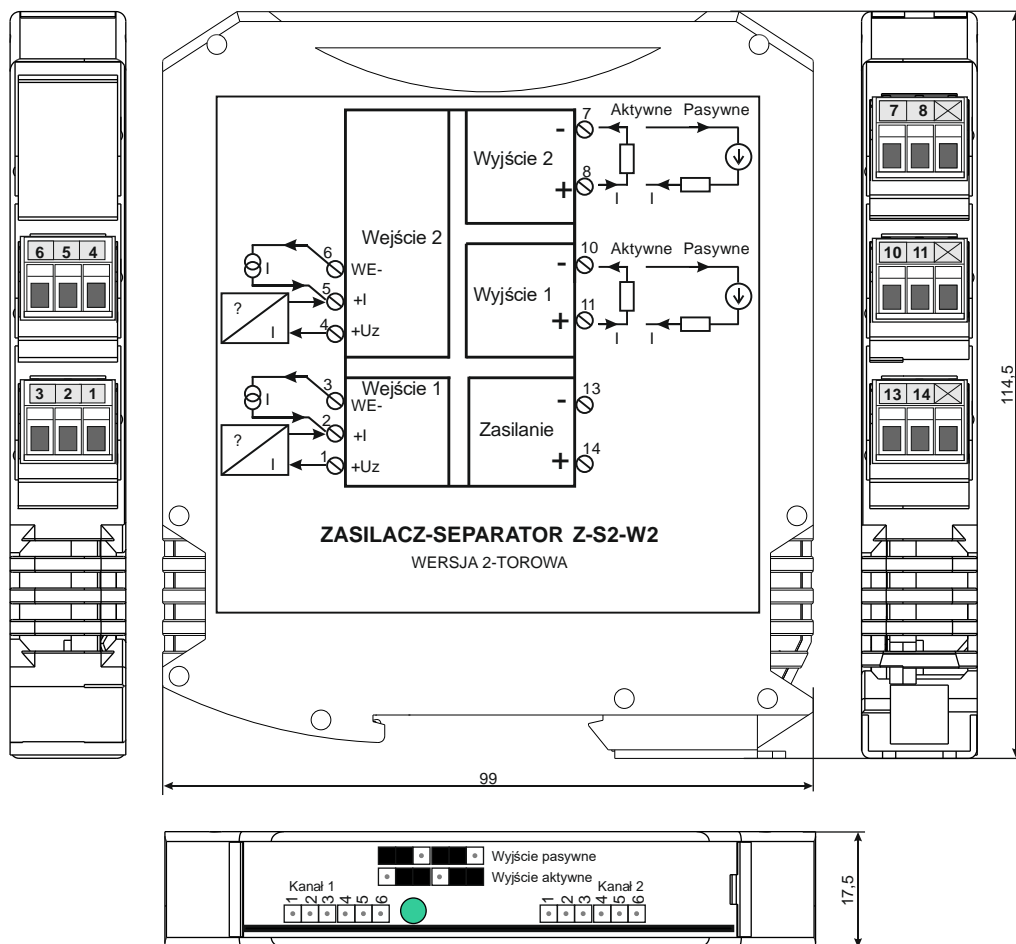 6 5 4
3 2 1
Wejście 2
6
WE-
I
5
+I
?
I
4
+Uz
Wejście 1
3
WE-
I
2
+I
?
I
1
+Uz
Wyjście 2
7
-
8
+
Aktywne Pasywne
I I
Wyjście 1
10
-
11
+
Aktywne Pasywne
I I
Zasilanie
13
-
14
+
ZASILACZ-SEPARATOR Z-S2-W2
WERSJA 2-TOROWA
7 8
10 11
13 14
114,5
99
Wyjście pasywne
Wyjście aktywne
Kanał 1
1 2 3 4 5 6
Kanał 2
1 2 3 4 5 6
17,5